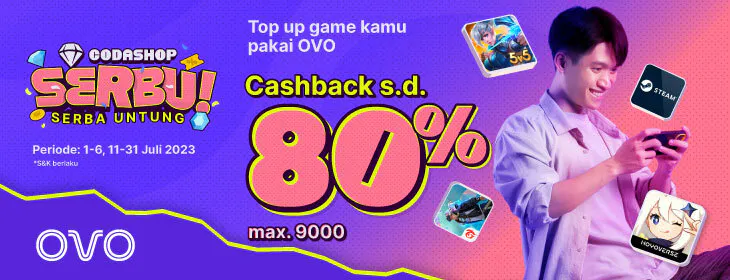 CODASHOP
SERBU!
SERBA UNTUNG
Periode: 1-6, 11-31 Juli 2023
*S&K berlaku
OVO
Top up game kamu
pakai OVO
Cashback s.d.
80%
max. 9000
5v5
STEAM
HOYOVERSE